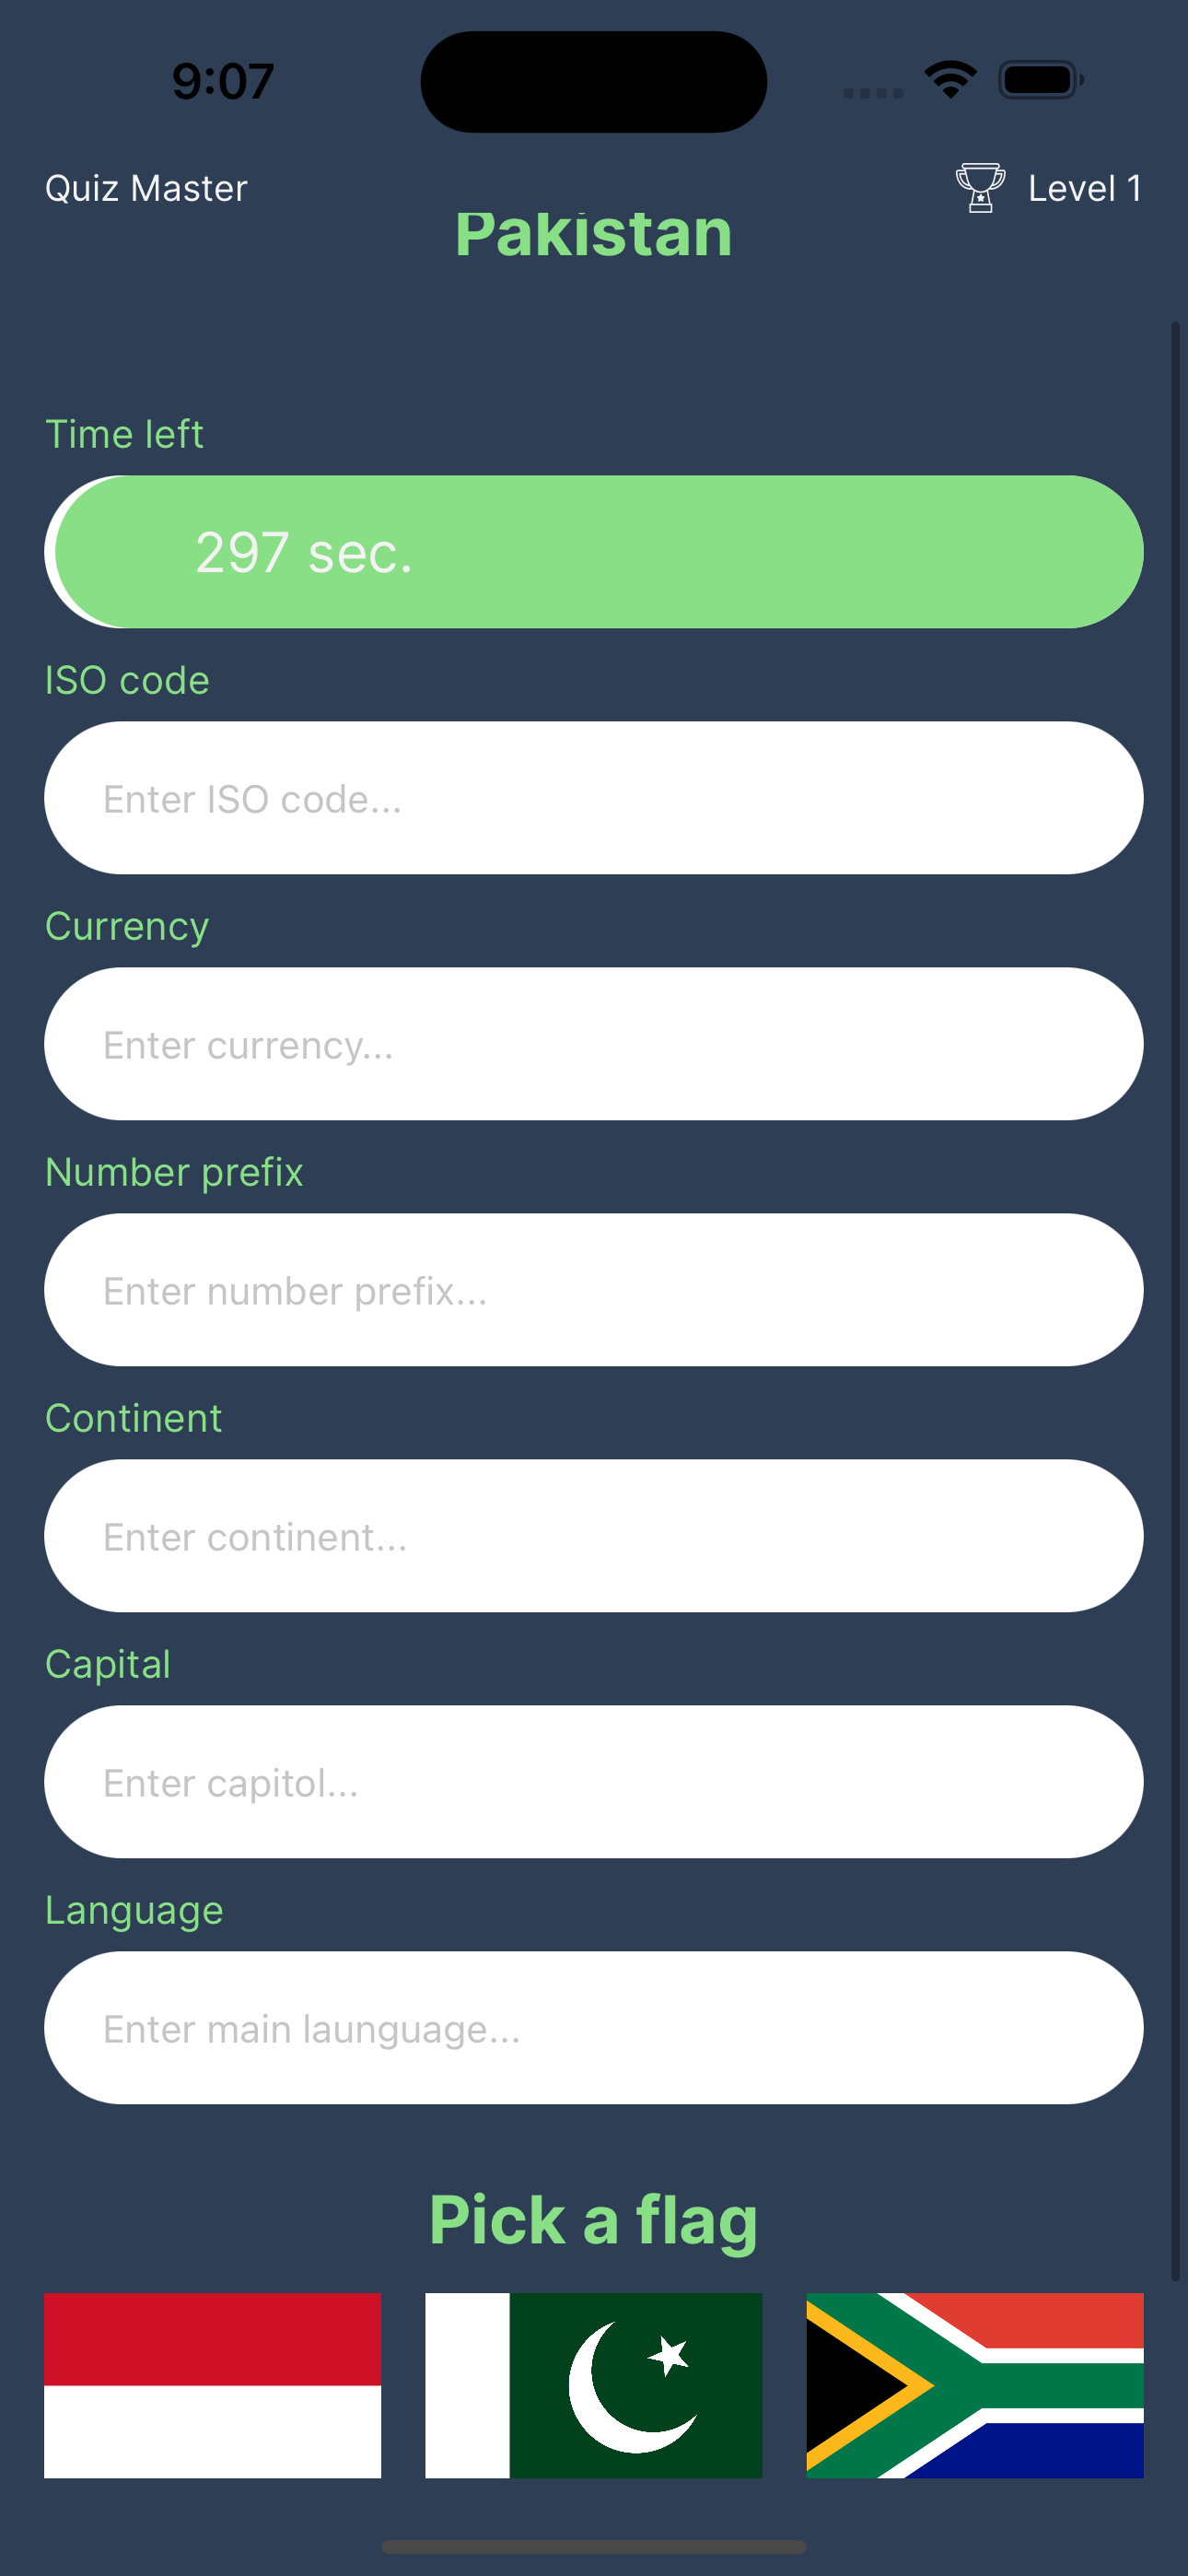 9:07
Quiz Master
Level 1
Pakistan
Time left
297 sec.
ISO code
Enter ISO code...
Currency
Enter currency...
Number prefix
Enter number prefix...
Continent
Enter continent...
Capital
Enter capitol...
Language
Enter main launguage...
Pick a flag